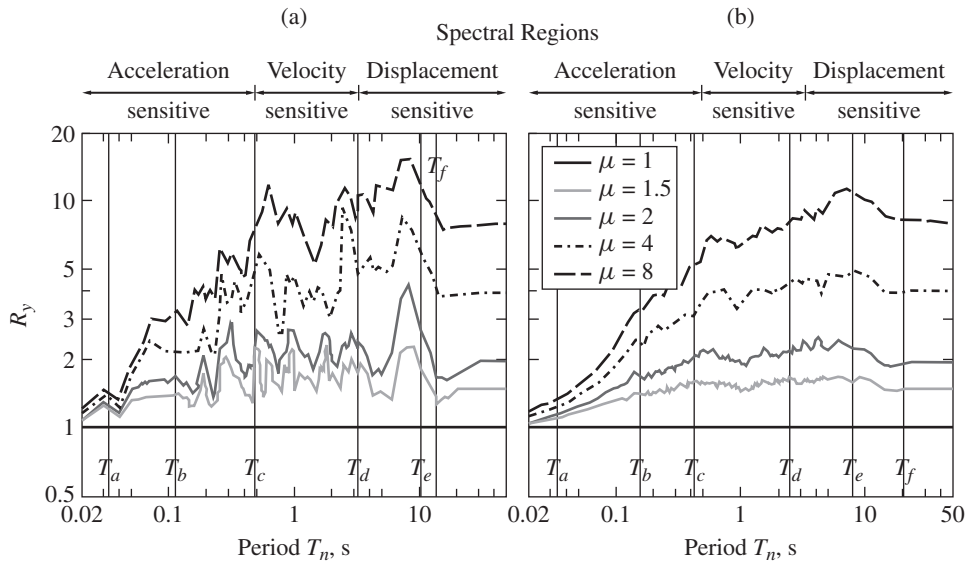 (a)
(b)
Spectral Regions
Acceleration
sensitive
Velocity
sensitive
Displacement
sensitive
Acceleration
sensitive
Velocity
sensitive
Displacement
sensitive
20
10
5
3
2
1
0.5
R_y
T_f
T_a
T_b
T_c
T_d
T_e
0.02
0.1
1
10
Period T_n, s
μ = 1
μ = 1.5
μ = 2
μ = 4
μ = 8
T_a
T_b
T_c
T_d
T_e
T_f
0.02
0.1
1
10
50
Period T_n, s